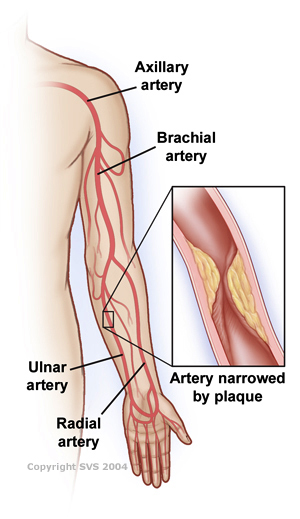 Axillary
artery
Brachial
artery
Ulnar
artery
Artery narrowed
by plaque
Radial
artery
Copyright SVS 2004